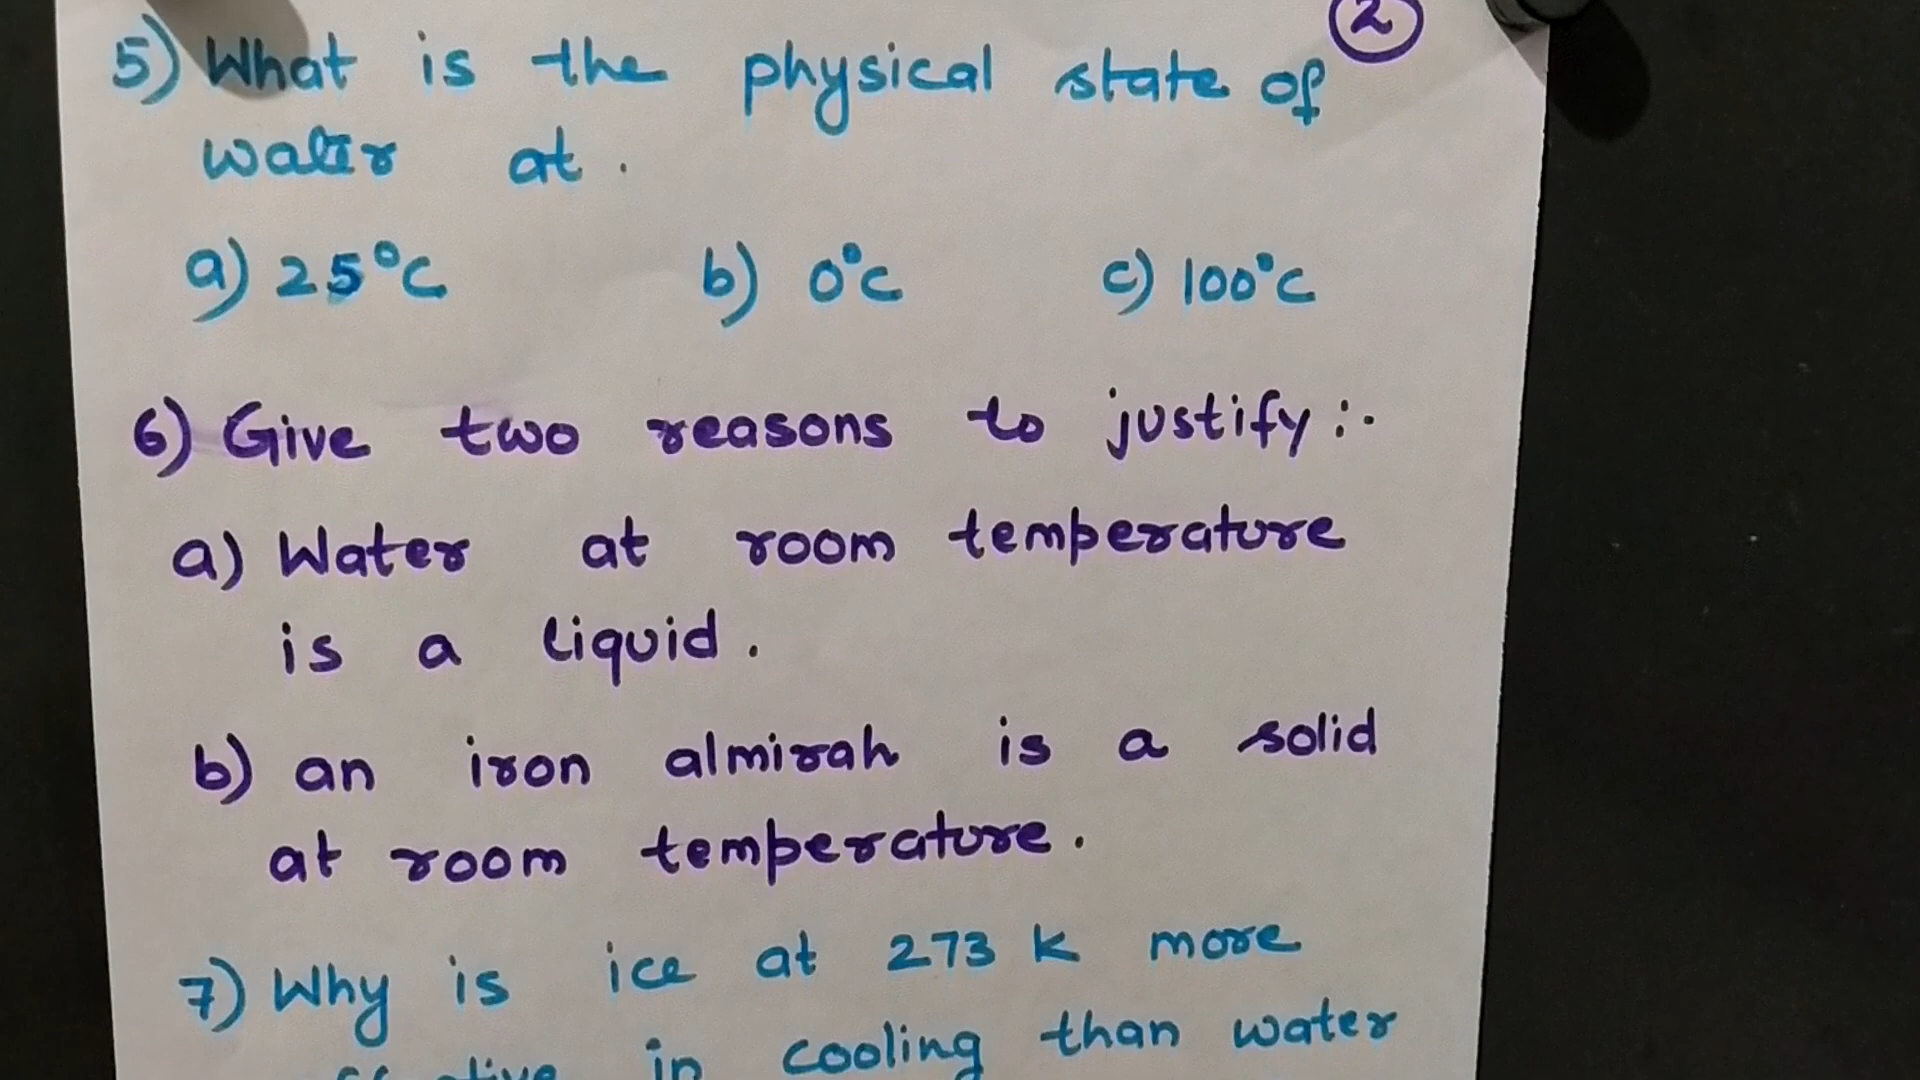 2
5) What is the physical state of
water at .
a) 25°C b) 0°C c) 100°C
6) Give two reasons to justify :-
a) Water at room temperature
is a liquid .
b) an iron almirah is a solid
at room temperature .
7) Why is ice at 273 K more
in cooling than water